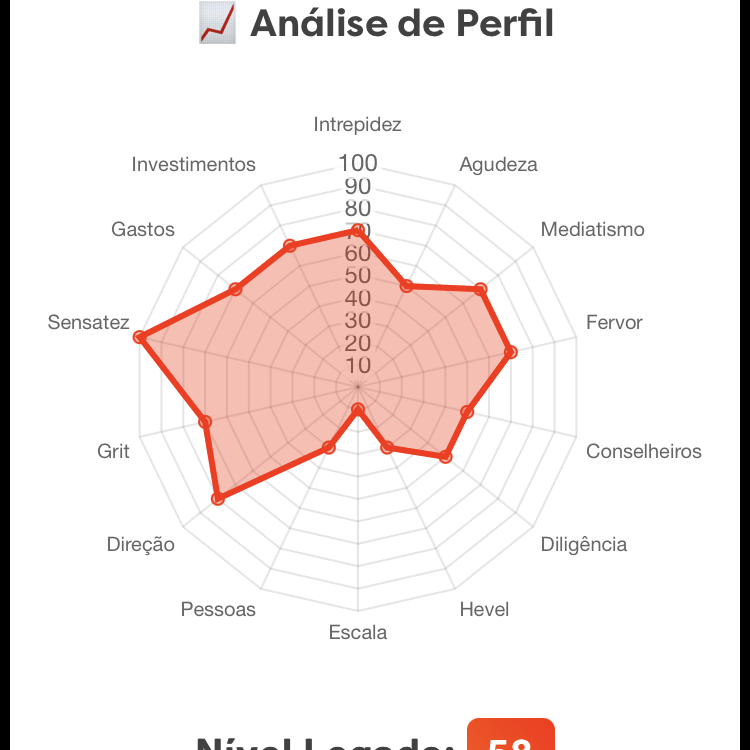 Análise de Perfil
Intrepidez
Investimentos
Agudeza
Gastos
Mediatismo
Sensatez
Fervor
Grit
Conselheiros
Direção
Diligência
Pessoas
Hevel
Escala
100
90
80
70
60
50
40
30
20
10
Nível Legado: 58